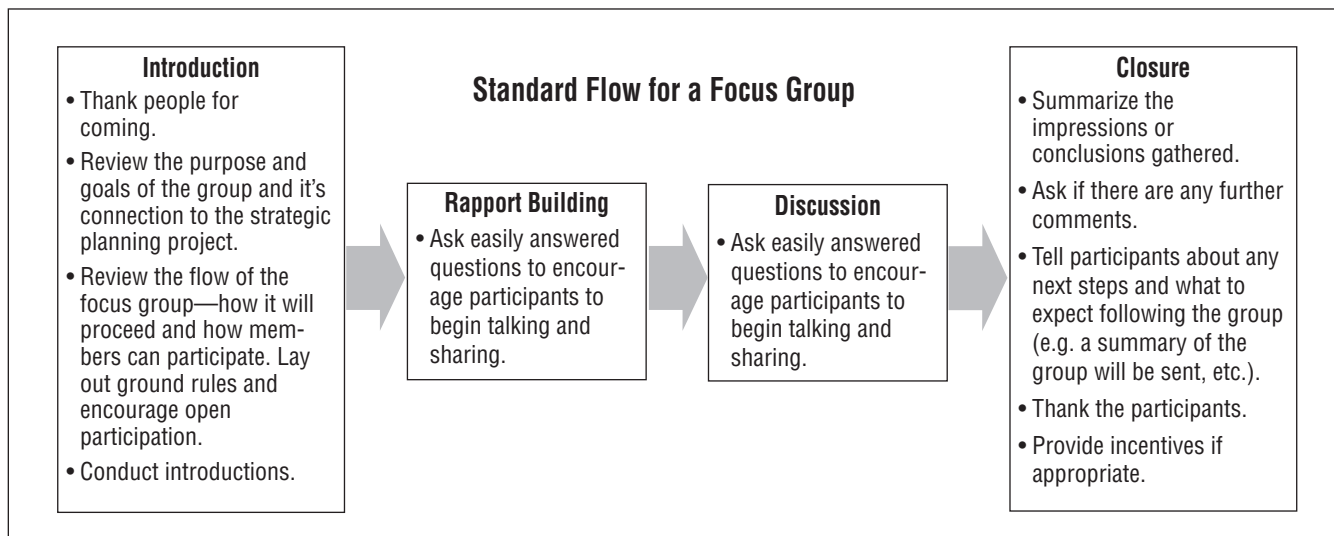 Standard Flow for a Focus Group
Introduction
• Thank people for
coming.
• Review the purpose and
goals of the group and it's
connection to the strategic
planning project.
• Review the flow of the
focus group—how it will
proceed and how mem-
bers can participate. Lay
out ground rules and
encourage open
participation.
• Conduct introductions.
Rapport Building
• Ask easily answered
questions to encour-
age participants to
begin talking and
sharing.
Discussion
• Ask easily answered
questions to encour-
age participants to
begin talking and
sharing.
Closure
• Summarize the
impressions or
conclusions gathered.
• Ask if there are any further
comments.
• Tell participants about any
next steps and what to
expect following the group
(e.g. a summary of the
group will be sent, etc.).
• Thank the participants.
• Provide incentives if
appropriate.